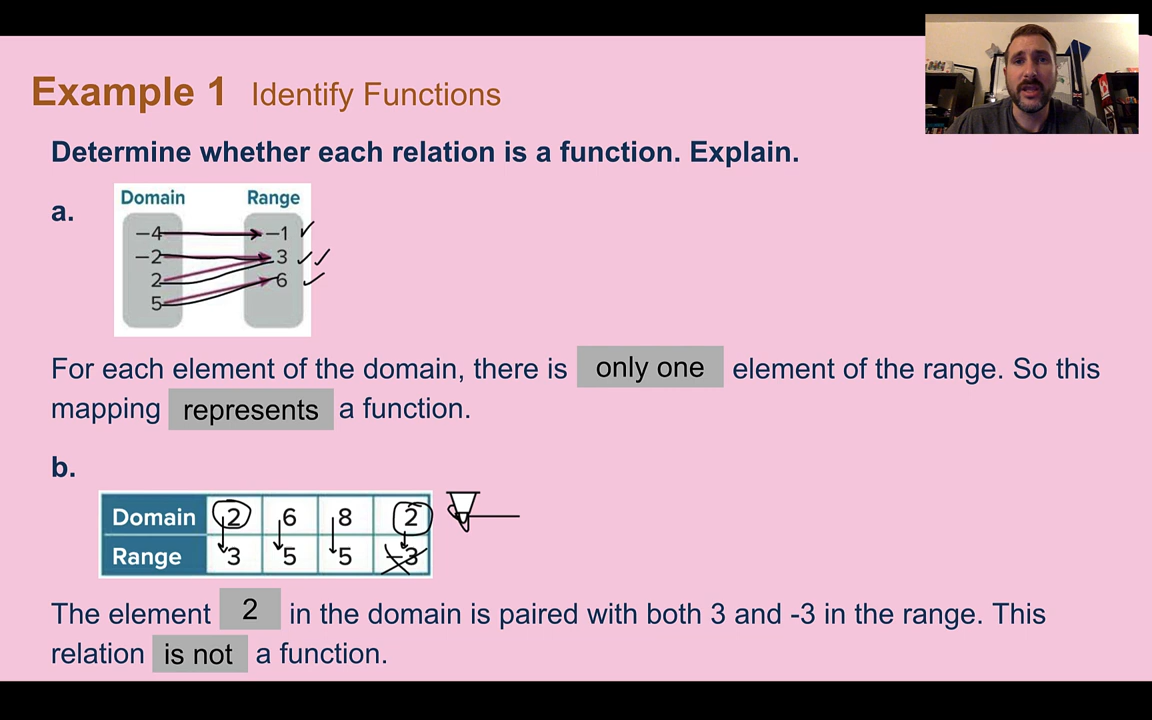 Example 1 Identify Functions
Determine whether each relation is a function. Explain.
a.
Domain Range
−4 −1
−2 3
2 6
5
For each element of the domain, there is only one element of the range. So this
mapping represents a function.
b.
Domain 2 6 8 2
Range 3 5 5 −3
The element 2 in the domain is paired with both 3 and -3 in the range. This
relation is not a function.